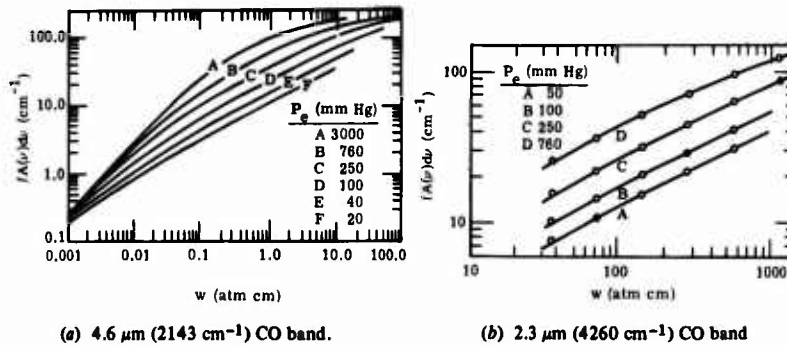 100.0
10.0
1.0
0.1
∫A(ν)dν (cm⁻¹)
A
B
C
D
E
F
Pe (mm Hg)
A 3000
B 760
C 250
D 100
E 40
F 20
0.001 0.01 0.1 1.0 10.0 100.0
w (atm cm)
(a) 4.6 μm (2143 cm⁻¹) CO band.
100
10
∫A(ν)dν (cm⁻¹)
Pe (mm Hg)
A 50
B 100
C 250
D 760
D
C
B
A
10 100 1000
w (atm cm)
(b) 2.3 μm (4260 cm⁻¹) CO band